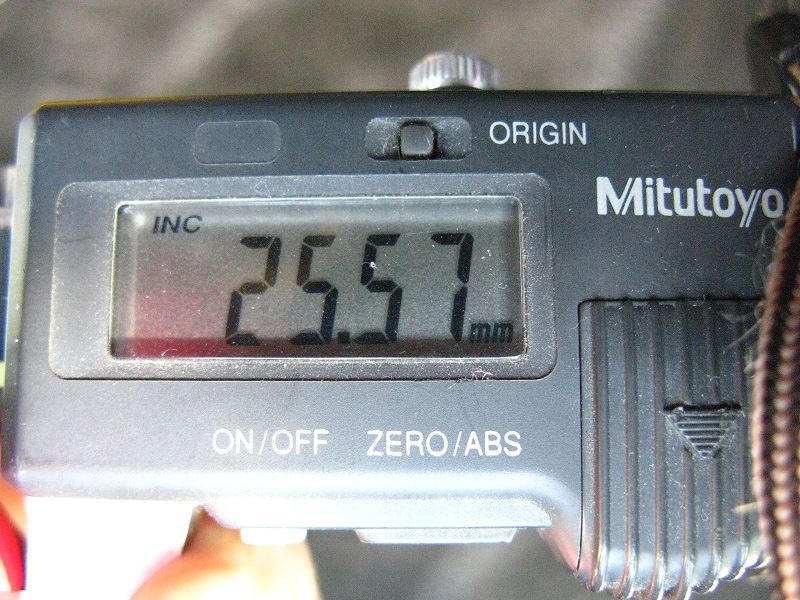 ORIGIN
Mitutoyo
INC
25.57 mm
ON/OFF ZERO/ABS